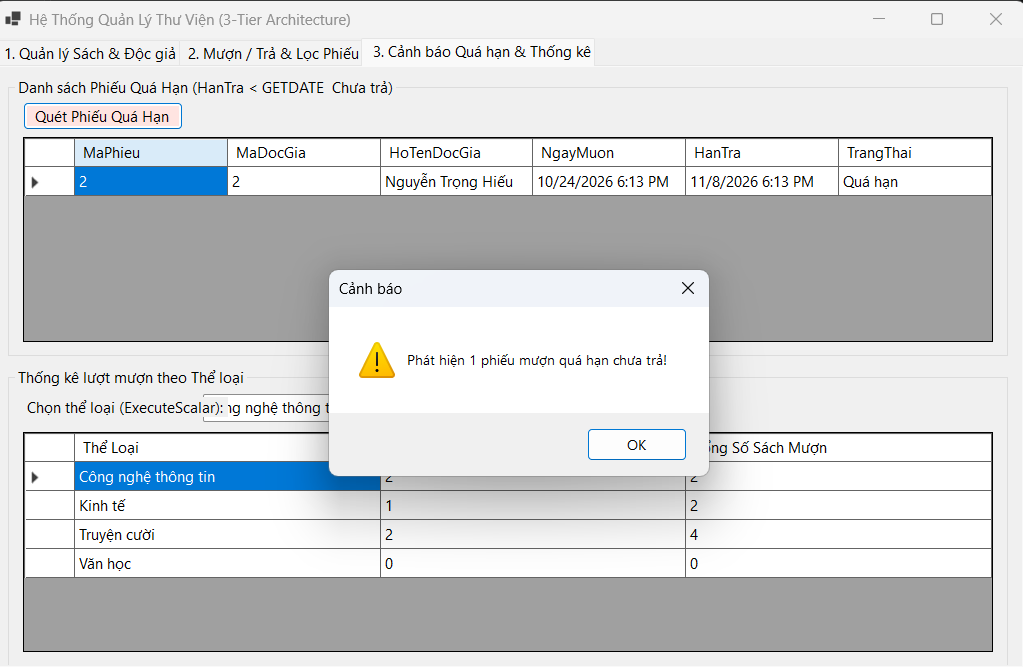 Hệ Thống Quản Lý Thư Viện (3-Tier Architecture)
1. Quản lý Sách & Độc giả 2. Mượn / Trả & Lọc Phiếu 3. Cảnh báo Quá hạn & Thống kê
Danh sách Phiếu Quá Hạn (HanTra < GETDATE Chưa trả)
Quét Phiếu Quá Hạn
MaPhieu MaDocGia HoTenDocGia NgayMuon HanTra TrangThai
2 2 Nguyễn Trọng Hiếu 10/24/2026 6:13 PM 11/8/2026 6:13 PM Quá hạn
Cảnh báo
Phát hiện 1 phiếu mượn quá hạn chưa trả!
OK
Thống kê lượt mượn theo Thể loại
Chọn thể loại (ExecuteScalar): nghệ thông
Thể Loại Số Sách Mượn
Công nghệ thông tin 2 2
Kinh tế 1 2
Truyện cười 2 4
Văn học 0 0